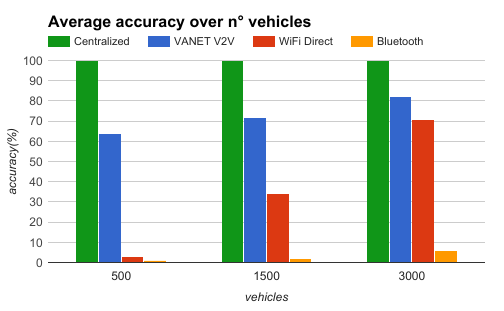 Average accuracy over n° vehicles
Centralized VANET V2V WiFi Direct Bluetooth
100
90
80
70
60
50
40
30
20
10
0
accuracy(%)
500 1500 3000
vehicles